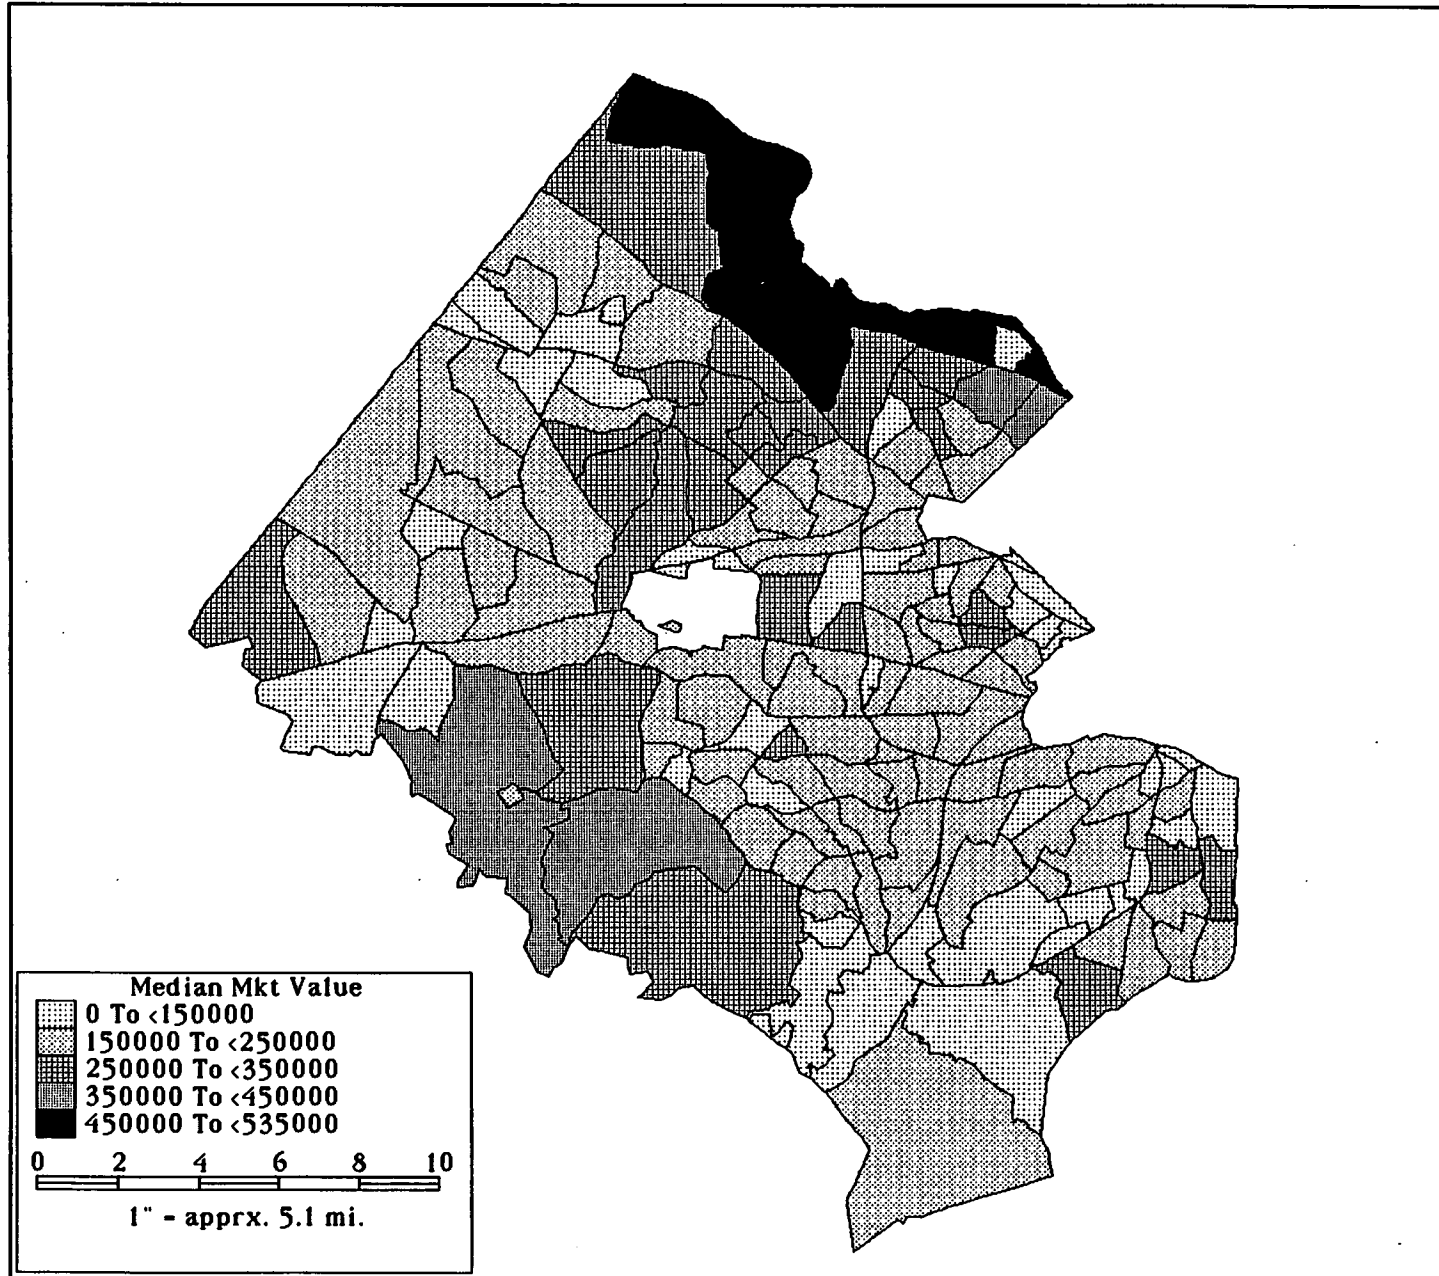 Median Mkt Value
0 To <150000
150000 To <250000
250000 To <350000
350000 To <450000
450000 To <535000
0 2 4 6 8 10
1" - apprx. 5.1 mi.